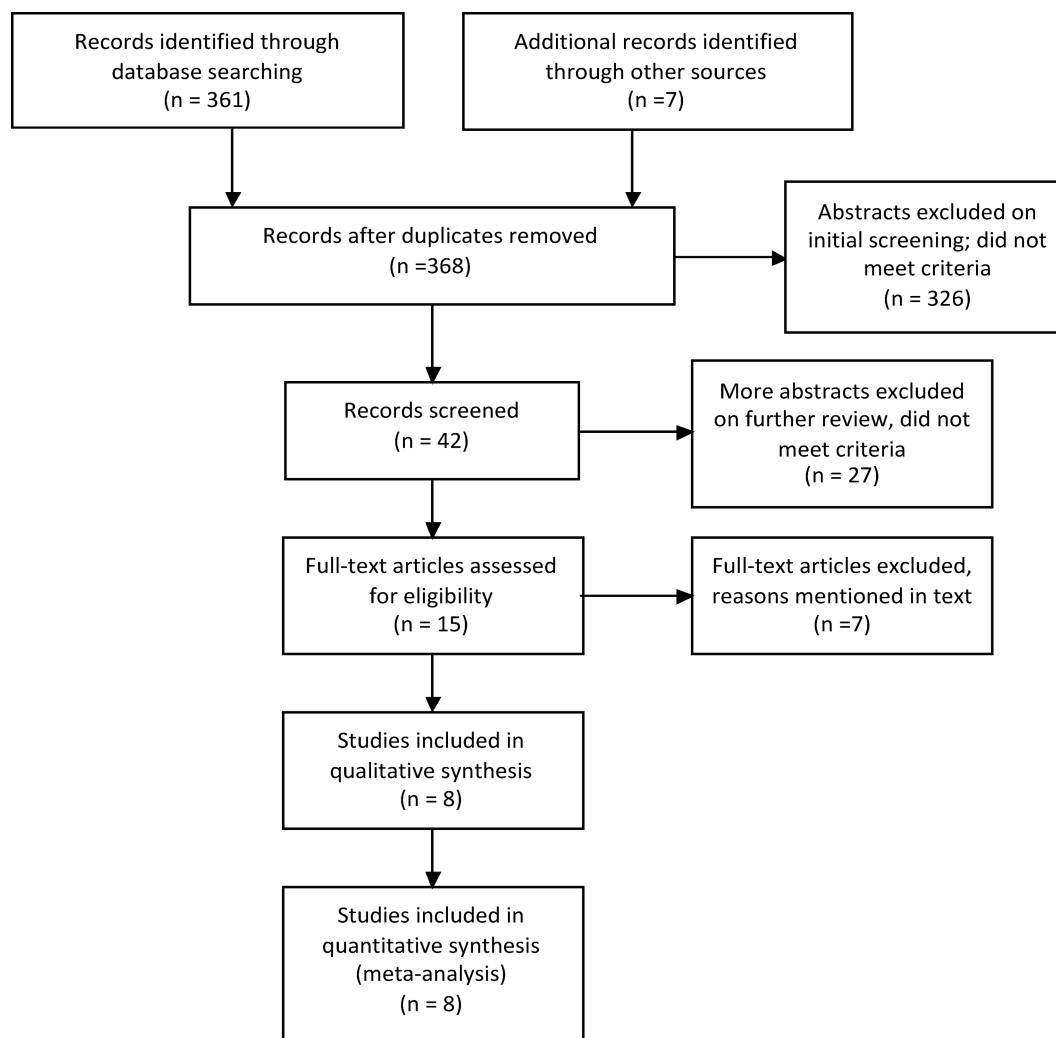 Records identified through
database searching
(n = 361)
Additional records identified
through other sources
(n =7)
Records after duplicates removed
(n =368)
Abstracts excluded on
initial screening; did not
meet criteria
(n = 326)
Records screened
(n = 42)
More abstracts excluded
on further review, did not
meet criteria
(n = 27)
Full-text articles assessed
for eligibility
(n = 15)
Full-text articles excluded,
reasons mentioned in text
(n =7)
Studies included in
qualitative synthesis
(n = 8)
Studies included in
quantitative synthesis
(meta-analysis)
(n = 8)